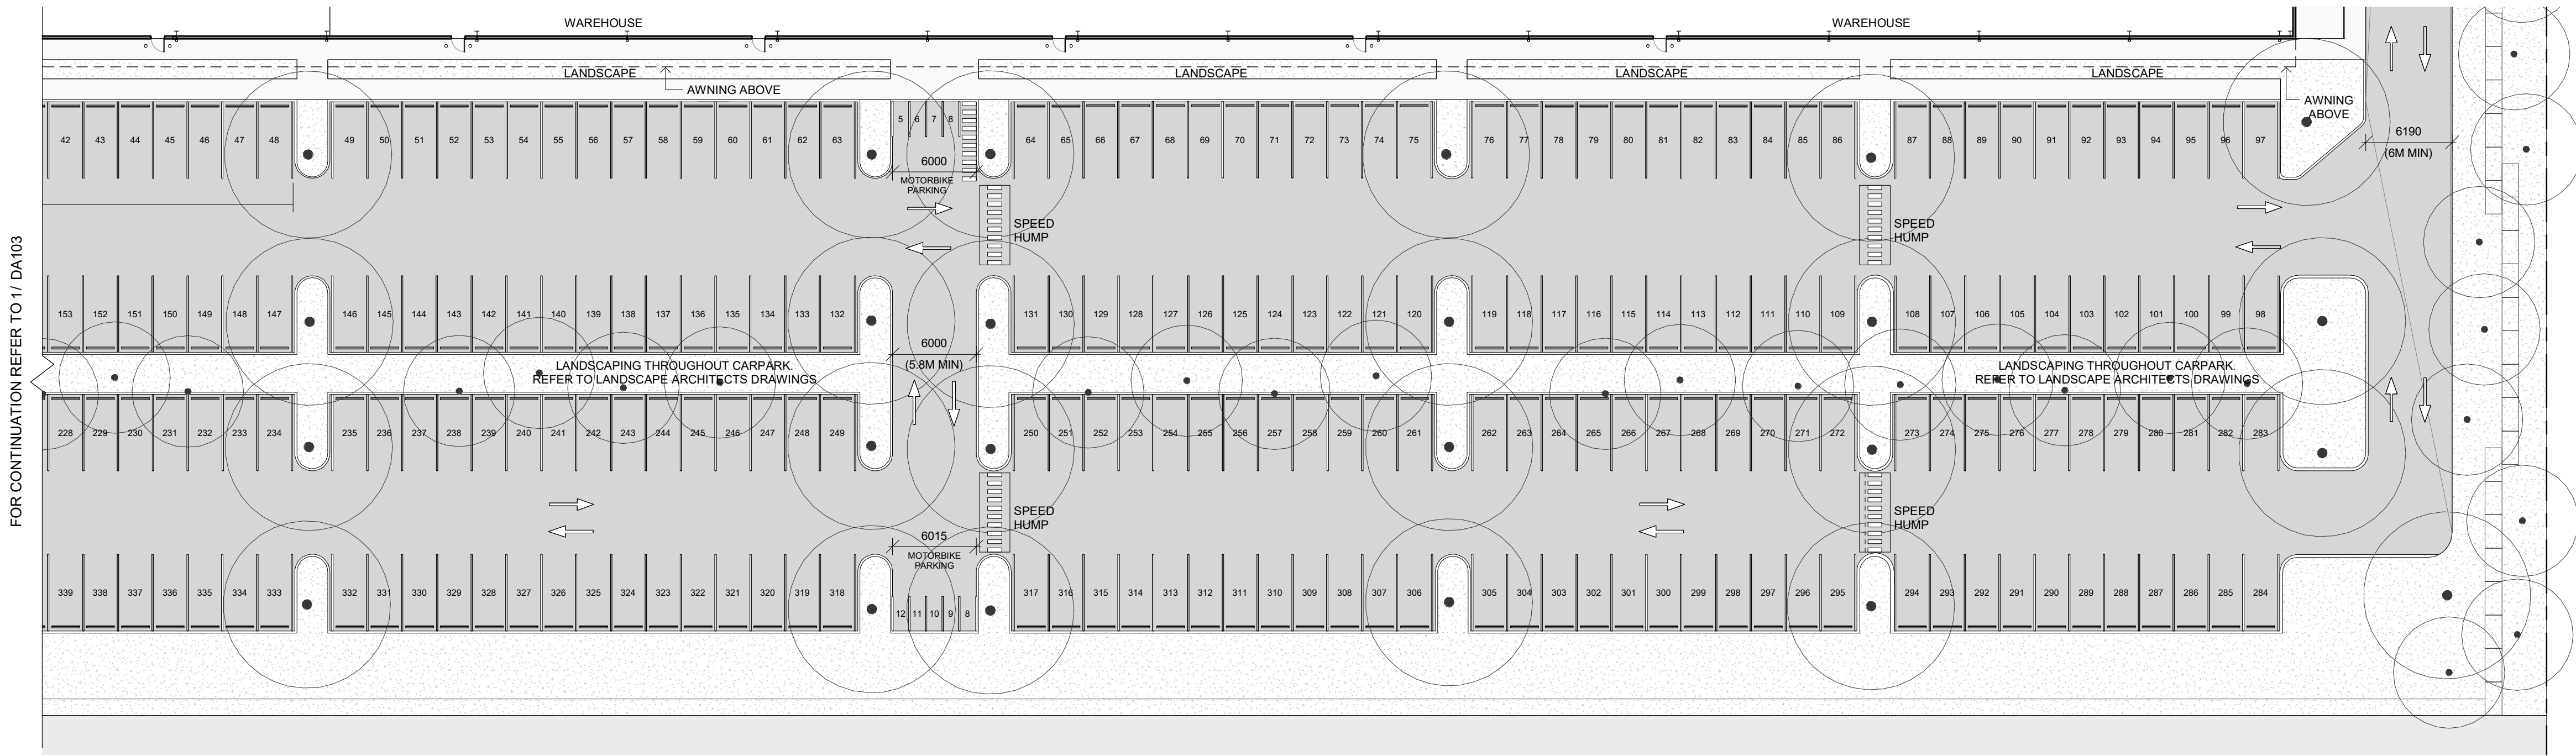 WAREHOUSE
WAREHOUSE
LANDSCAPE
LANDSCAPE
LANDSCAPE
LANDSCAPE
AWNING ABOVE
AWNING
ABOVE
6190
(6M MIN)
42 43 44 45 46 47 48 49 50 51 52 53 54 55 56 57 58 59 60 61 62 63
5 6 7 8
64 65 66 67 68 69 70 71 72 73 74 75 76 77 78 79 80 81 82 83 84 85 86 87 88 89 90 91 92 93 94 95 96 97
6000
MOTORBIKE
PARKING
SPEED
HUMP
SPEED
HUMP
153 152 151 150 149 148 147 146 145 144 143 142 141 140 139 138 137 136 135 134 133 132 131 130 129 128 127 126 125 124 123 122 121 120 119 118 117 116 115 114 113 112 111 110 109 108 107 106 105 104 103 102 101 100 99 98
6000
(5.8M MIN)
LANDSCAPING THROUGHOUT CARPARK.
REFER TO LANDSCAPE ARCHITECTS DRAWINGS
LANDSCAPING THROUGHOUT CARPARK.
REFER TO LANDSCAPE ARCHITECTS DRAWINGS
FOR CONTINUATION REFER TO 1/ DA103
228 229 230 231 232 233 234 235 236 237 238 239 240 241 242 243 244 245 246 247 248 249 250 251 252 253 254 255 256 257 258 259 260 261 262 263 264 265 266 267 268 269 270 271 272 273 274 275 276 277 278 279 280 281 282 283
SPEED
HUMP
SPEED
HUMP
6015
MOTORBIKE
PARKING
339 338 337 336 335 334 333 332 331 330 329 328 327 326 325 324 323 322 321 320 319 318
12 11 10 9 8
317 316 315 314 313 312 311 310 309 308 307 306 305 304 303 302 301 300 299 298 297 296 295 294 293 292 291 290 289 288 287 286 285 284